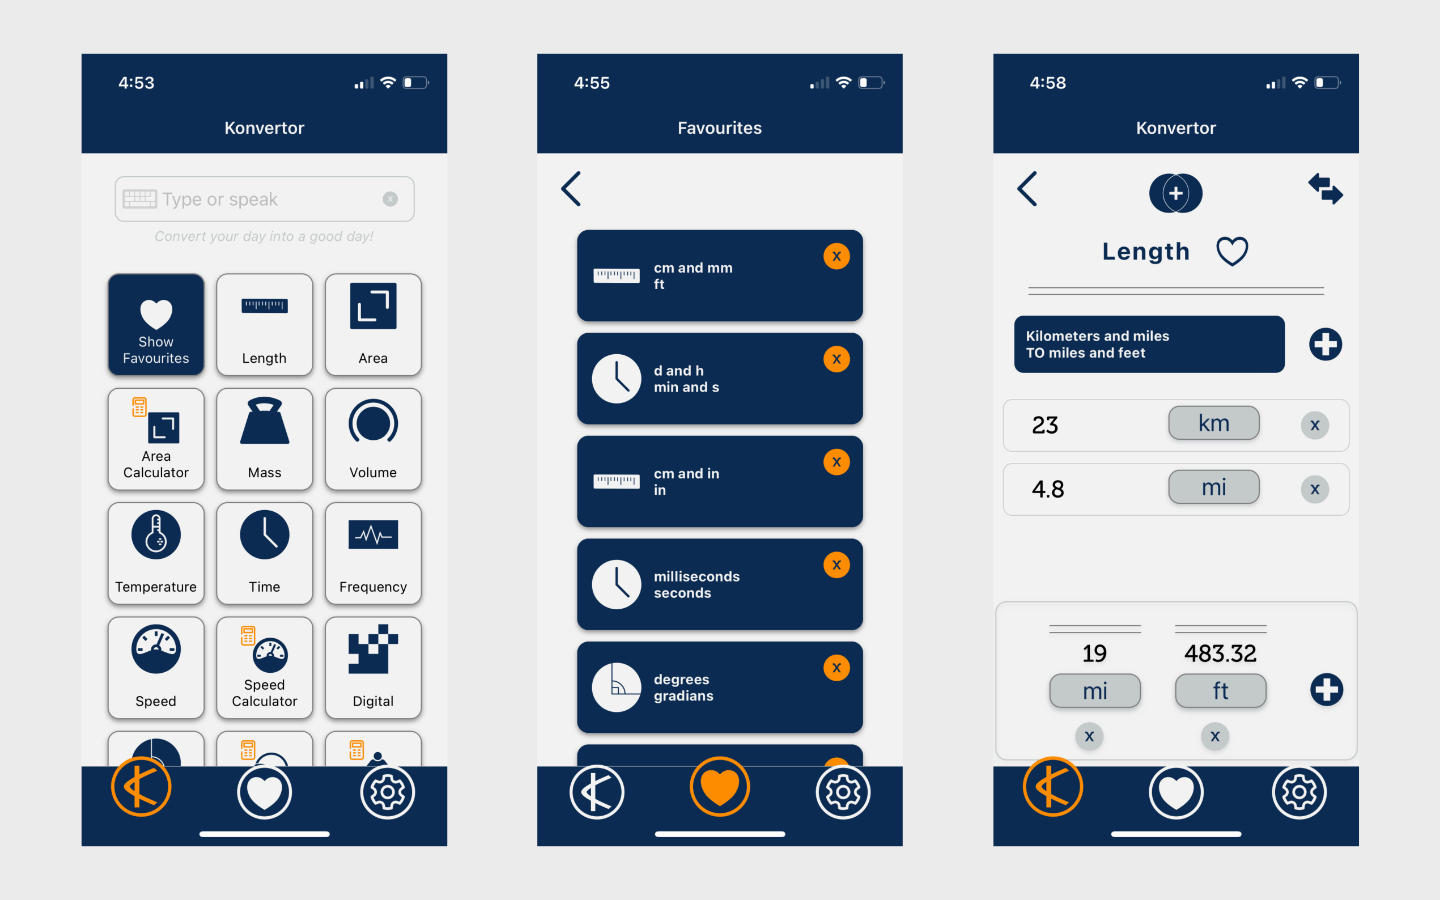 4:53
Konvertor
Type or speak
x
Convert your day into a good day!
Show
Favourites
Length
Area
Area
Calculator
Mass
Volume
Temperature
Time
Frequency
Speed
Speed
Calculator
Digital
4:55
Favourites
cm and mm
ft
x
d and h
min and s
x
cm and in
in
x
milliseconds
seconds
x
degrees
gradians
x
4:58
Konvertor
Length
Kilometers and miles
TO miles and feet
23 km x
4.8 mi x
19 483.32
mi ft
x x